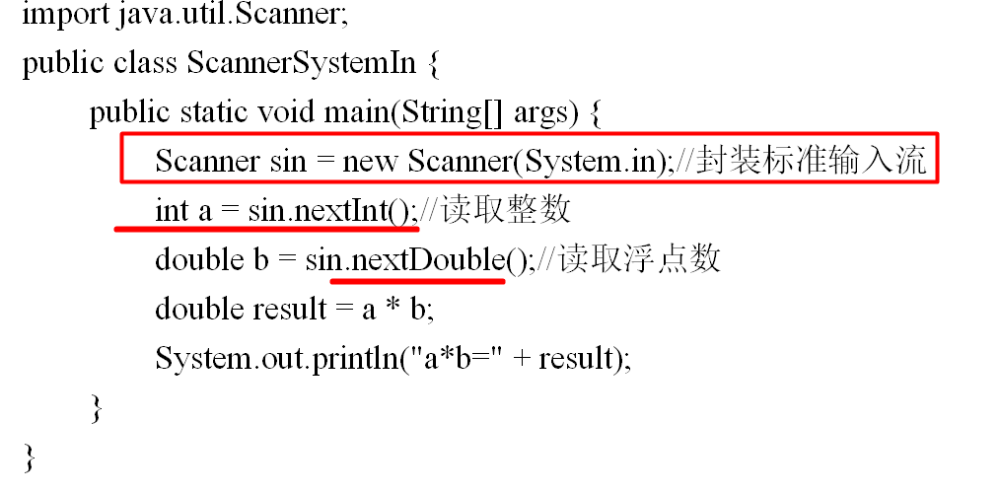 import java.util.Scanner;
public class ScannerSystemIn {
public static void main(String[] args) {
Scanner sin = new Scanner(System.in);//封装标准输入流
int a = sin.nextInt();//读取整数
double b = sin.nextDouble();//读取浮点数
double result = a * b;
System.out.println("a*b=" + result);
}
}